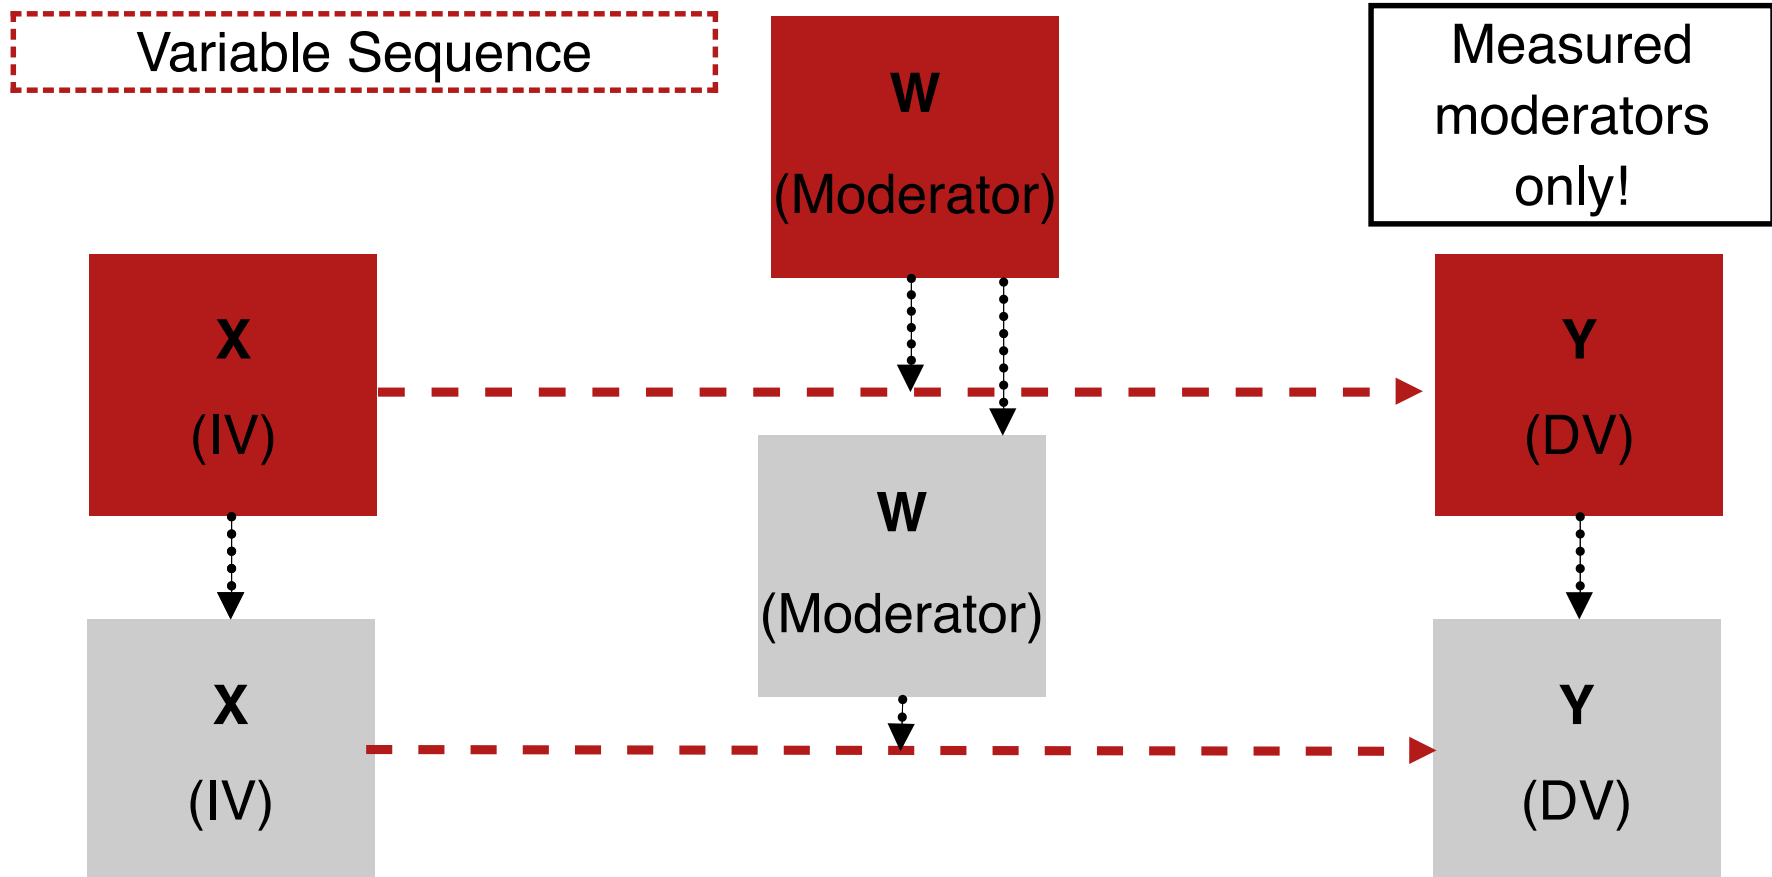 Variable Sequence
Measured
moderators
only!
W
(Moderator)
X
(IV)
Y
(DV)
W
(Moderator)
X
(IV)
Y
(DV)